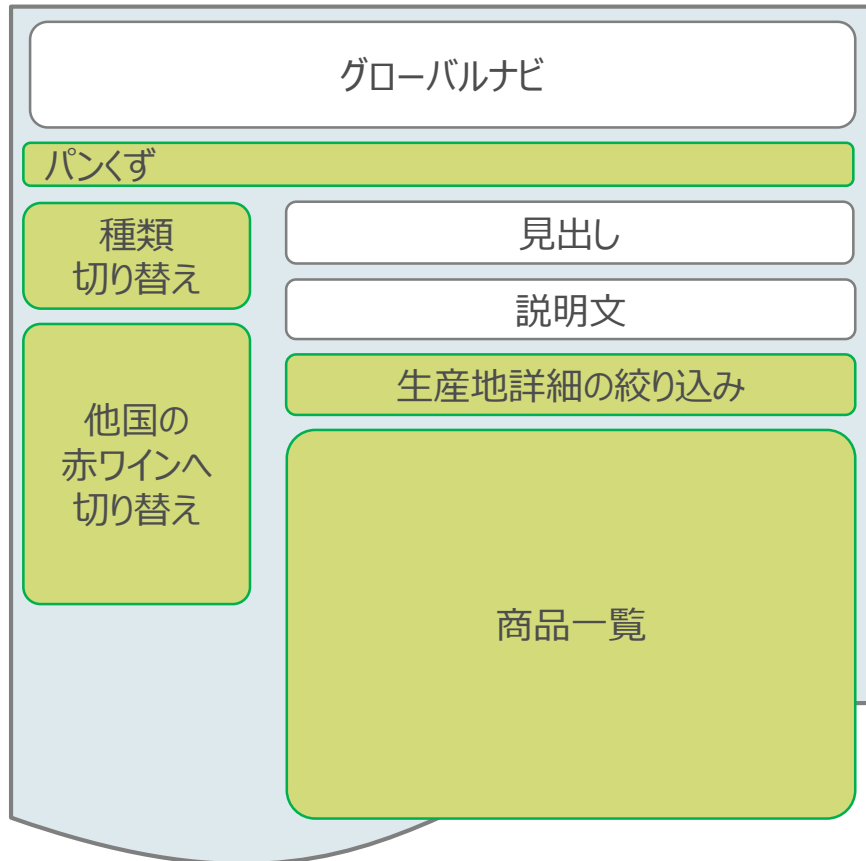 グローバルナビ
パンくず
種類
切り替え
見出し
説明文
生産地詳細の絞り込み
他国の
赤ワインへ
切り替え
商品一覧